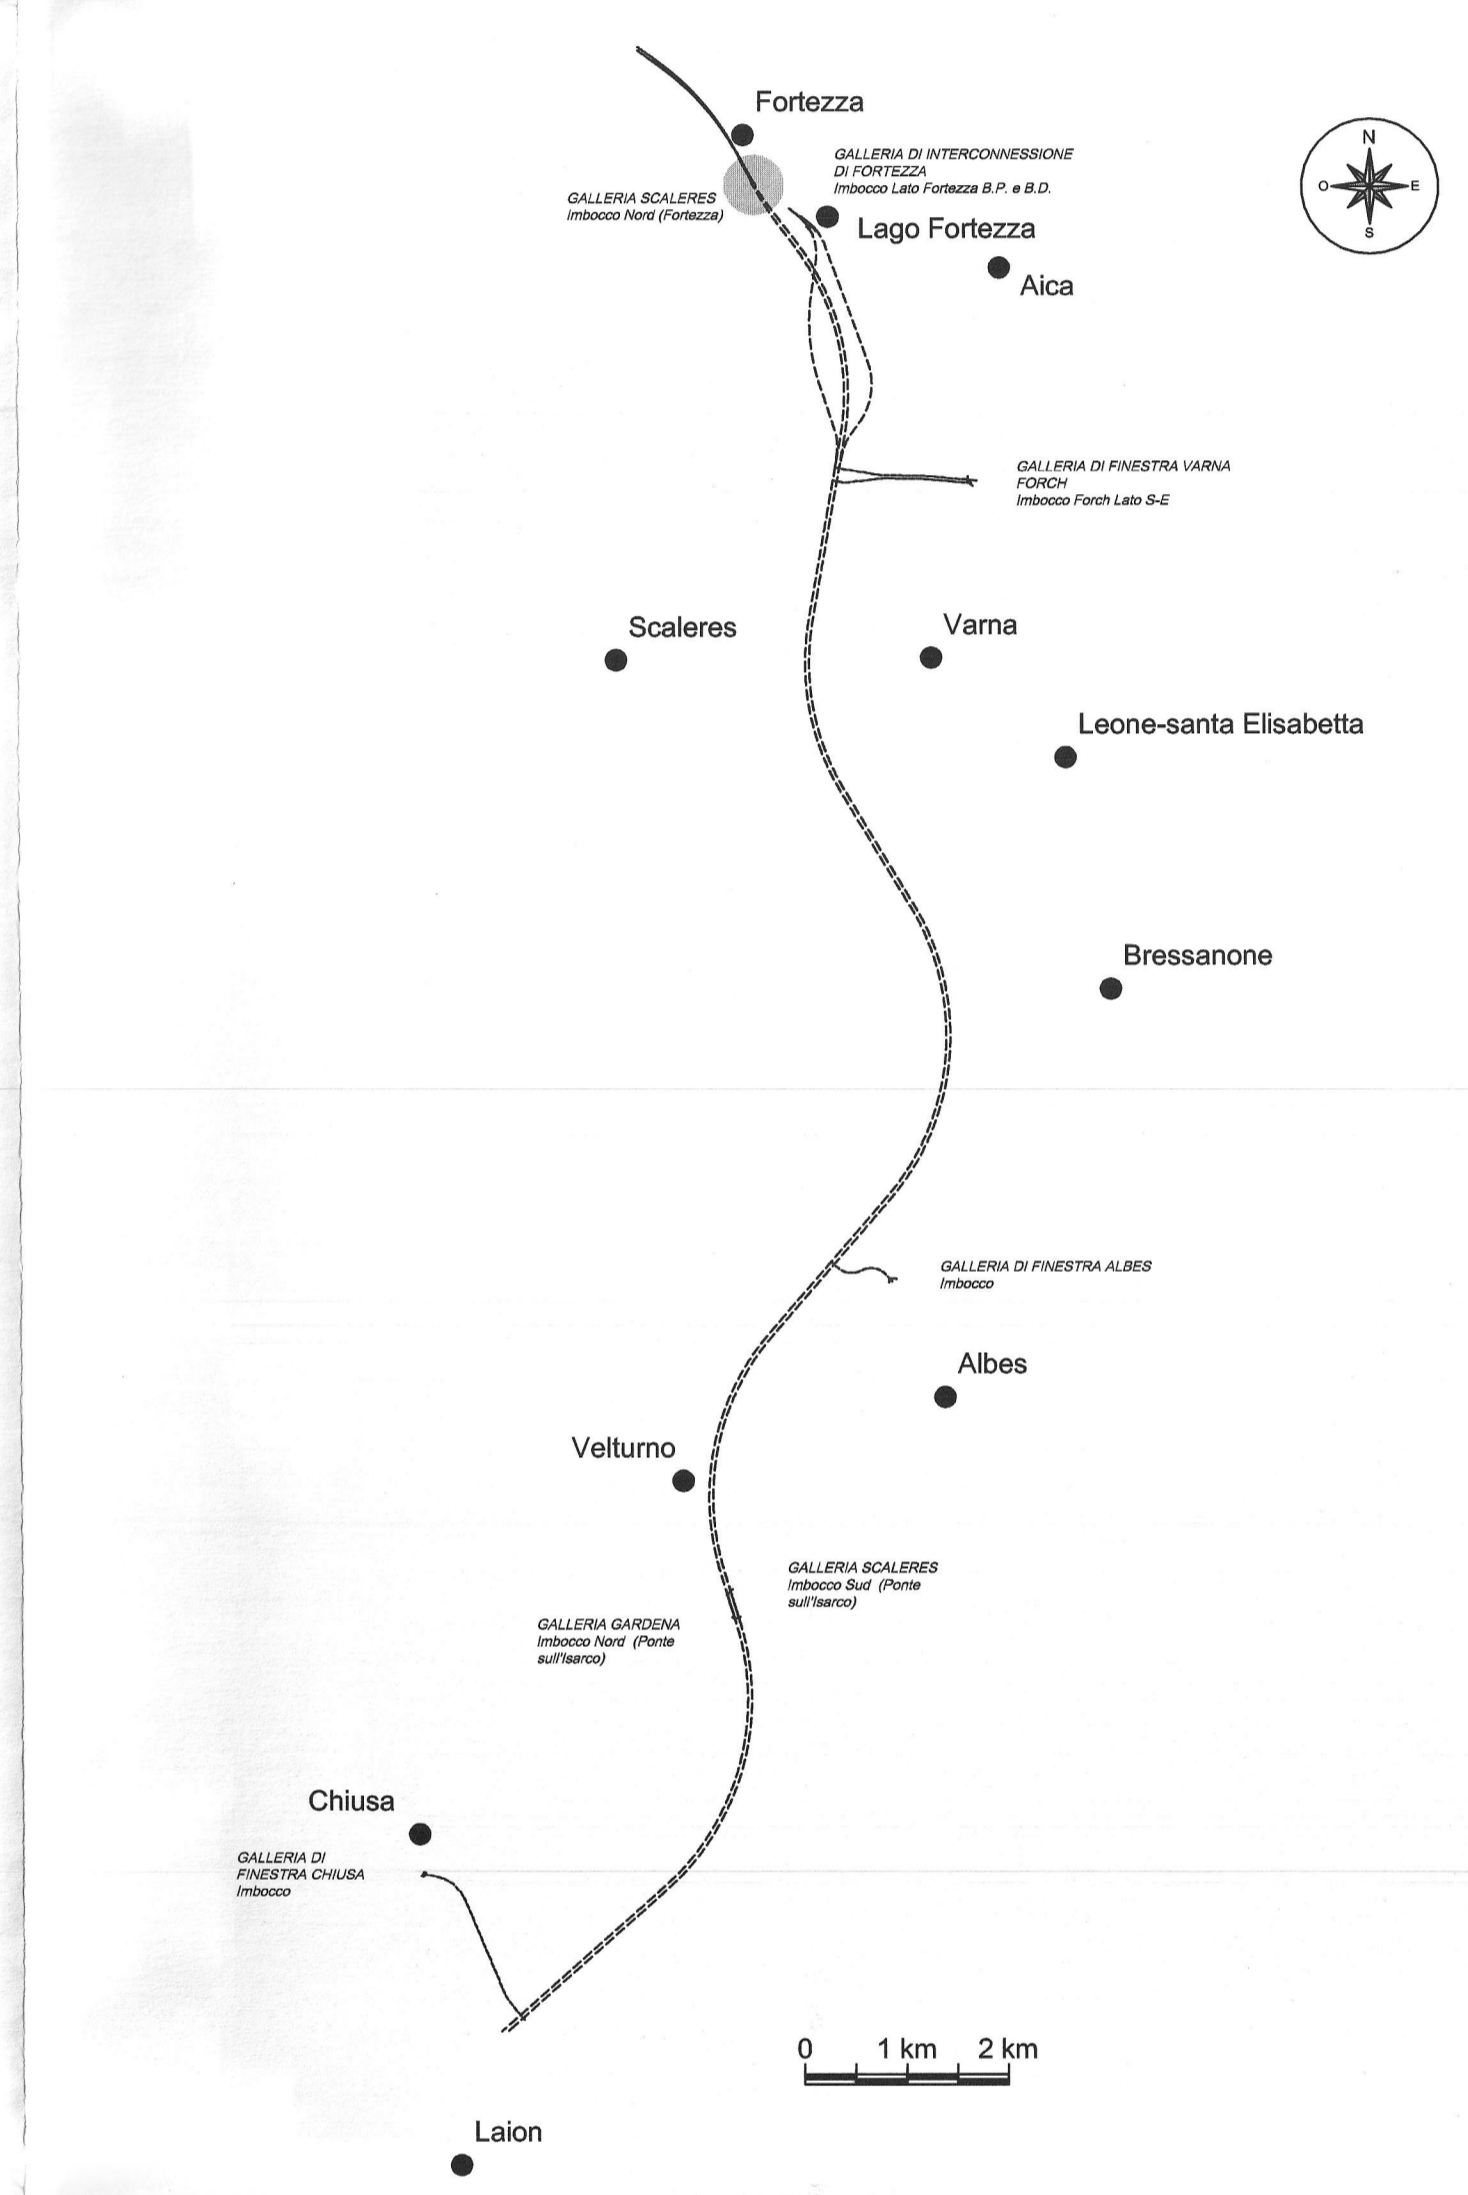 Fortezza
GALLERIA DI INTERCONNESSIONE
DI FORTEZZA
Imbocco Lato Fortezza B.P. e B.D.
N
O
E
S
GALLERIA SCALERES
Imbocco Nord (Fortezza)
Lago Fortezza
Aica
GALLERIA DI FINESTRA VARNA
FORCH
Imbocco Forch Lato S-E
Scaleres
Varna
Leone-santa Elisabetta
Bressanone
GALLERIA DI FINESTRA ALBES
Imbocco
Albes
Velturno
GALLERIA SCALERES
Imbocco Sud (Ponte
sull'Isarco)
GALLERIA GARDENA
Imbocco Nord (Ponte
sull'Isarco)
Chiusa
GALLERIA DI
FINESTRA CHIUSA
Imbocco
0 1 km 2 km
Laion